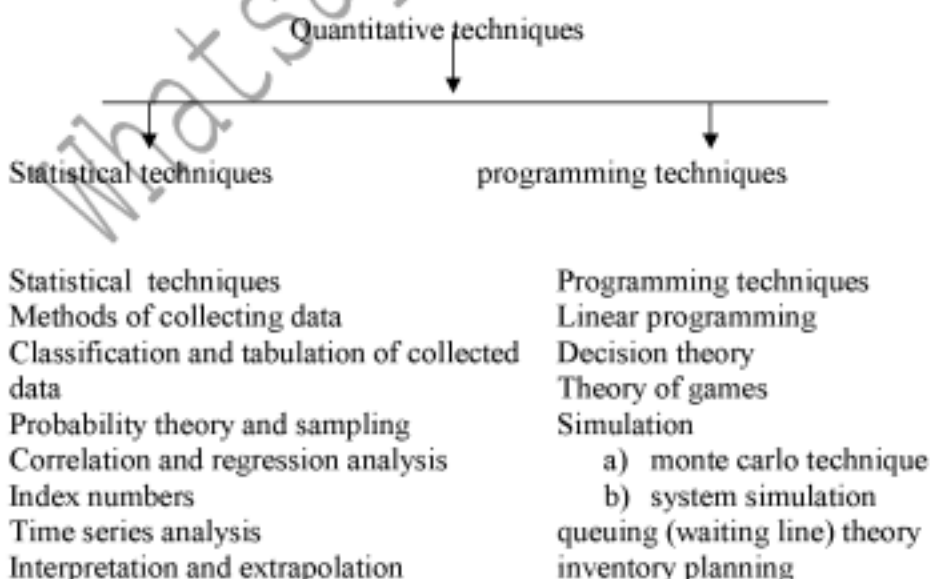 Quantitative techniques
Statistical techniques
programming techniques
Statistical techniques
Methods of collecting data
Classification and tabulation of collected
data
Probability theory and sampling
Correlation and regression analysis
Index numbers
Time series analysis
Interpretation and extrapolation
Programming techniques
Linear programming
Decision theory
Theory of games
Simulation
a) monte carlo technique
b) system simulation
queuing (waiting line) theory
inventory planning